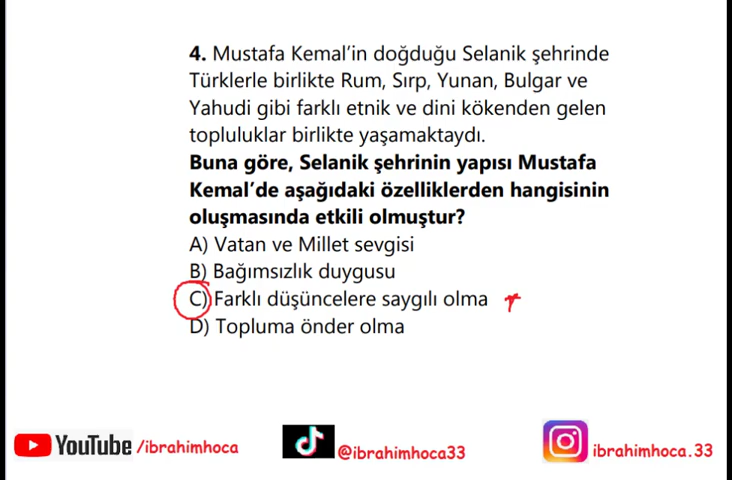 4. Mustafa Kemal'in doğduğu Selanik şehrinde
Türklerle birlikte Rum, Sırp, Yunan, Bulgar ve
Yahudi gibi farklı etnik ve dini kökenden gelen
topluluklar birlikte yaşamaktaydı.
Buna göre, Selanik şehrinin yapısı Mustafa
Kemal'de aşağıdaki özelliklerden hangisinin
oluşmasında etkili olmuştur?
A) Vatan ve Millet sevgisi
B) Bağımsızlık duygusu
C) Farklı düşüncelere saygılı olma
D) Topluma önder olma
YouTube /ibrahimhoca
@ibrahimhoca33
ibrahimhoca.33